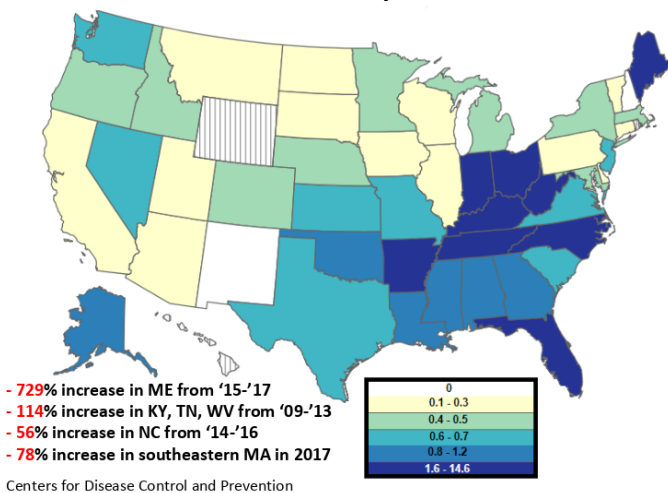 - 729% increase in ME from ‘15-’17
- 114% increase in KY, TN, WV from ‘09-’13
- 56% increase in NC from ‘14-’16
- 78% increase in southeastern MA in 2017
Centers for Disease Control and Prevention
0
0.1 - 0.3
0.4 - 0.5
0.6 - 0.7
0.8 - 1.2
1.6 - 14.6